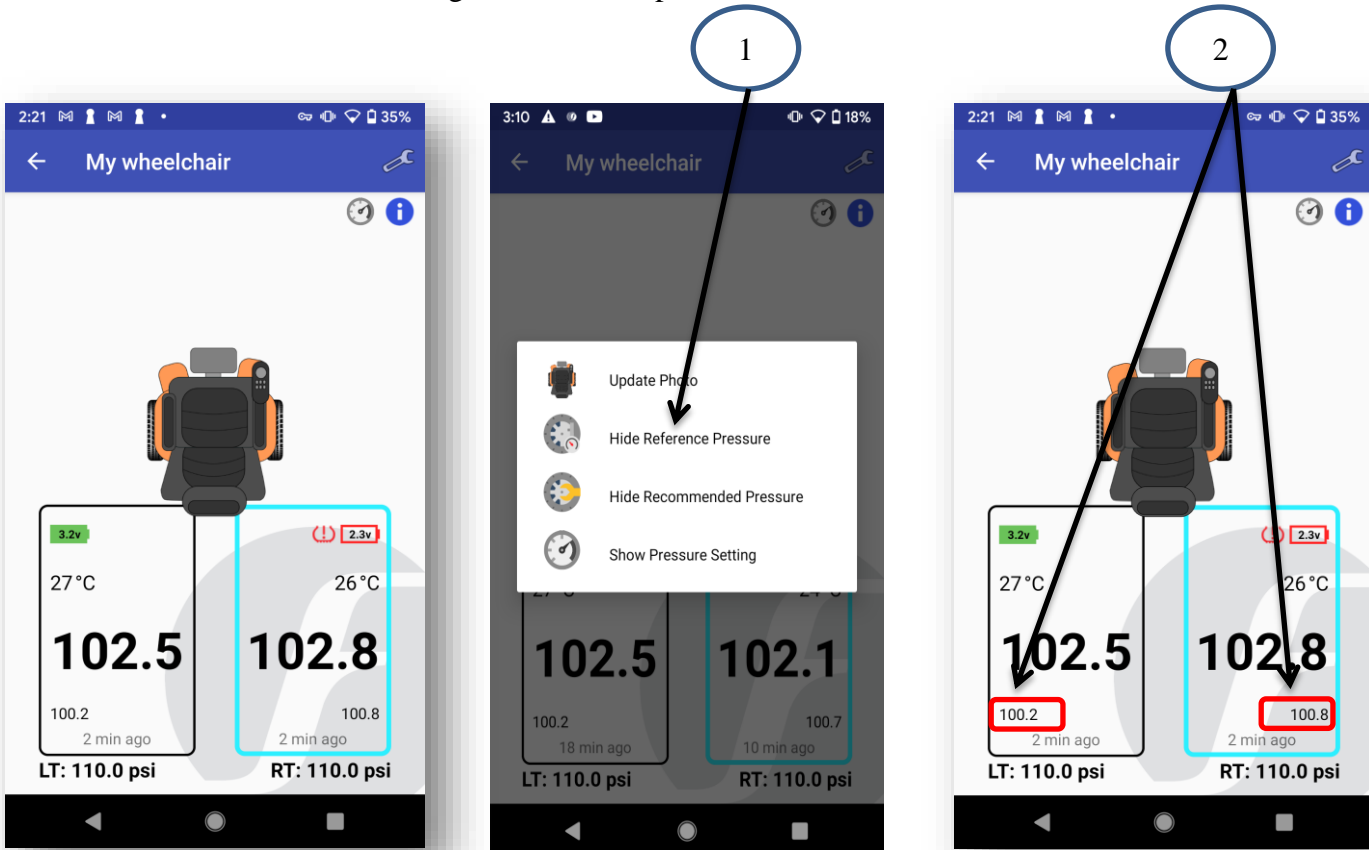 1
2
2:21 35%
My wheelchair
3.2v 2.3v
27°C 26°C
102.5 102.8
100.2 100.8
2 min ago 2 min ago
LT: 110.0 psi RT: 110.0 psi
3:10 18%
My wheelchair
Update Photo
Hide Reference Pressure
Hide Recommended Pressure
Show Pressure Setting
102.5 102.1
100.2 100.7
18 min ago 10 min ago
LT: 110.0 psi RT: 110.0 psi
2:21 35%
My wheelchair
3.2v 2.3v
27°C 26°C
102.5 102.8
100.2 100.8
2 min ago 2 min ago
LT: 110.0 psi RT: 110.0 psi